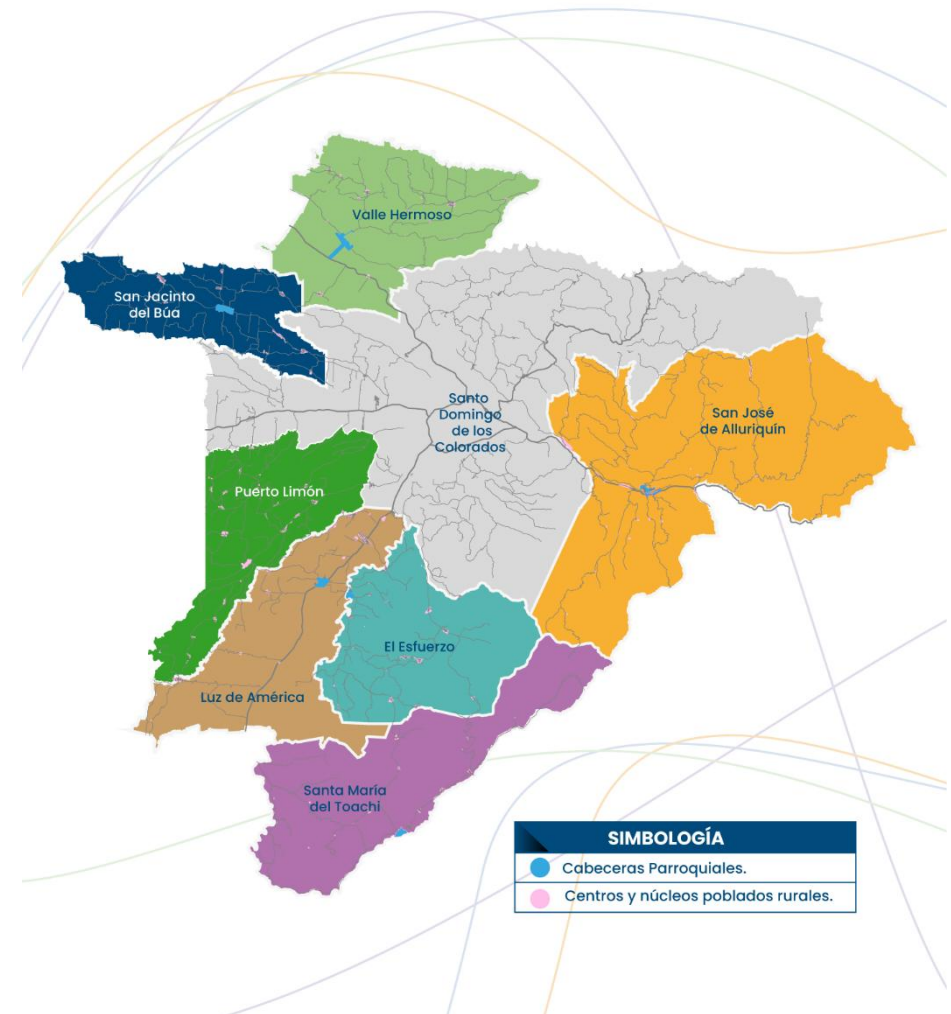 Valle Hermoso
San Jacinto
del Búa
Santo
Domingo
de los
Colorados
San José
de Alluriquín
Puerto Limón
El Esfuerzo
Luz de América
Santa María
del Toachi
SIMBOLOGÍA
Cabeceras Parroquiales.
Centros y núcleos poblados rurales.